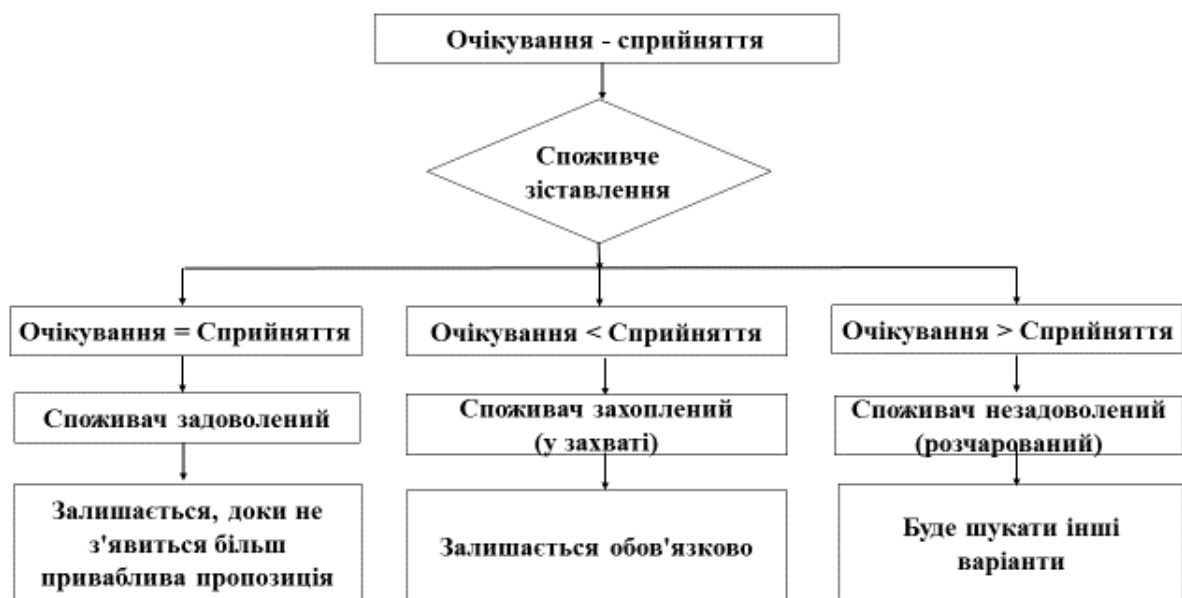 Очікування - сприйняття
Споживче
зіставлення
Очікування = Сприйняття
Очікування < Сприйняття
Очікування > Сприйняття
Споживач задоволений
Споживач захоплений
(у захваті)
Споживач незадоволений
(розчарований)
Залишається, доки не
з'явиться більш
приваблива пропозиція
Залишається обов'язково
Буде шукати інші
варіанти